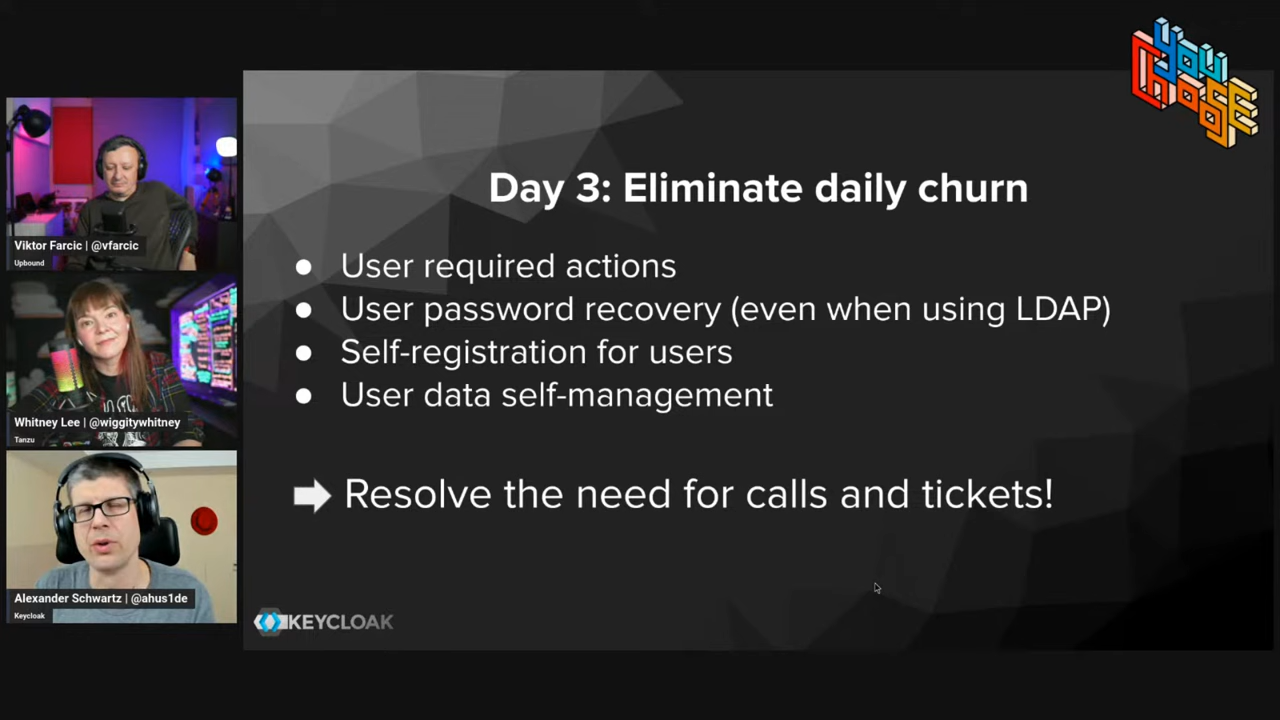 YOU
CHOOSE
Day 3: Eliminate daily churn
● User required actions
● User password recovery (even when using LDAP)
● Self-registration for users
● User data self-management
Resolve the need for calls and tickets!
KEYCLOAK
Viktor Farcic | @vfarcic
Upbound
Whitney Lee | @wiggitywhitney
Tanzu
Alexander Schwartz | @ahus1de
Keycloak